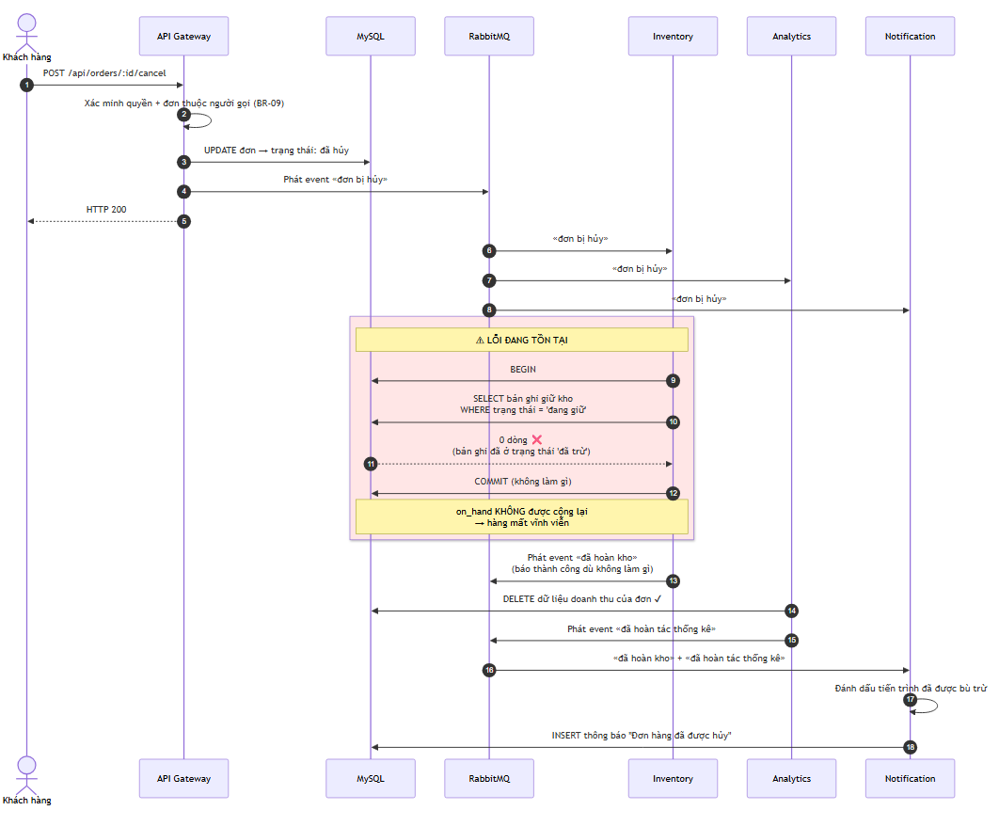 Khách hàng
API Gateway
MySQL
RabbitMQ
Inventory
Analytics
Notification
POST /api/orders/:id/cancel
1
Xác minh quyền + đơn thuộc người gọi (BR-09)
2
UPDATE đơn → trạng thái: đã hủy
3
Phát event «đơn bị hủy»
4
HTTP 200
5
«đơn bị hủy»
6
«đơn bị hủy»
7
«đơn bị hủy»
8
⚠ LỖI ĐANG TỒN TẠI
BEGIN
9
SELECT bản ghi giữ kho
WHERE trạng thái = 'đang giữ'
10
0 dòng ❌
(bản ghi đã ở trạng thái 'đã trừ')
11
COMMIT (không làm gì)
12
on_hand KHÔNG được cộng lại
→ hàng mất vĩnh viễn
Phát event «đã hoàn kho»
(báo thành công dù không làm gì)
13
DELETE dữ liệu doanh thu của đơn ✓
14
Phát event «đã hoàn tác thống kê»
15
«đã hoàn kho» + «đã hoàn tác thống kê»
16
Đánh dấu tiến trình đã được bù trừ
17
INSERT thông báo "Đơn hàng đã được hủy"
18
Khách hàng
API Gateway
MySQL
RabbitMQ
Inventory
Analytics
Notification